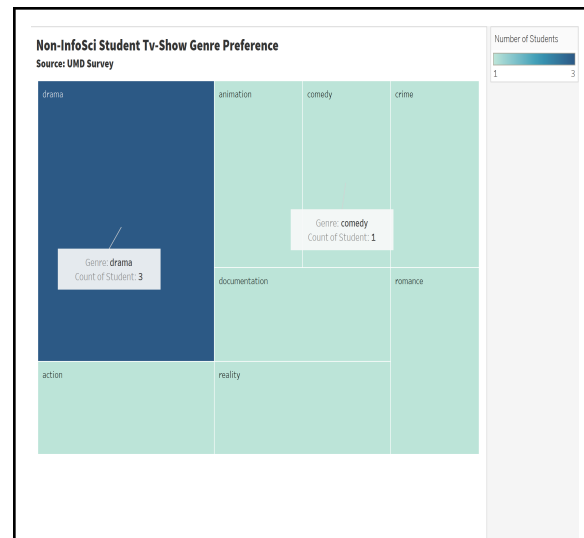 Non-InfoSci Student Tv-Show Genre Preference
Source: UMD Survey
Number of Students
1 3
drama
animation
comedy
crime
Genre: comedy
Count of Student: 1
Genre: drama
Count of Student: 3
documentation
romance
action
reality